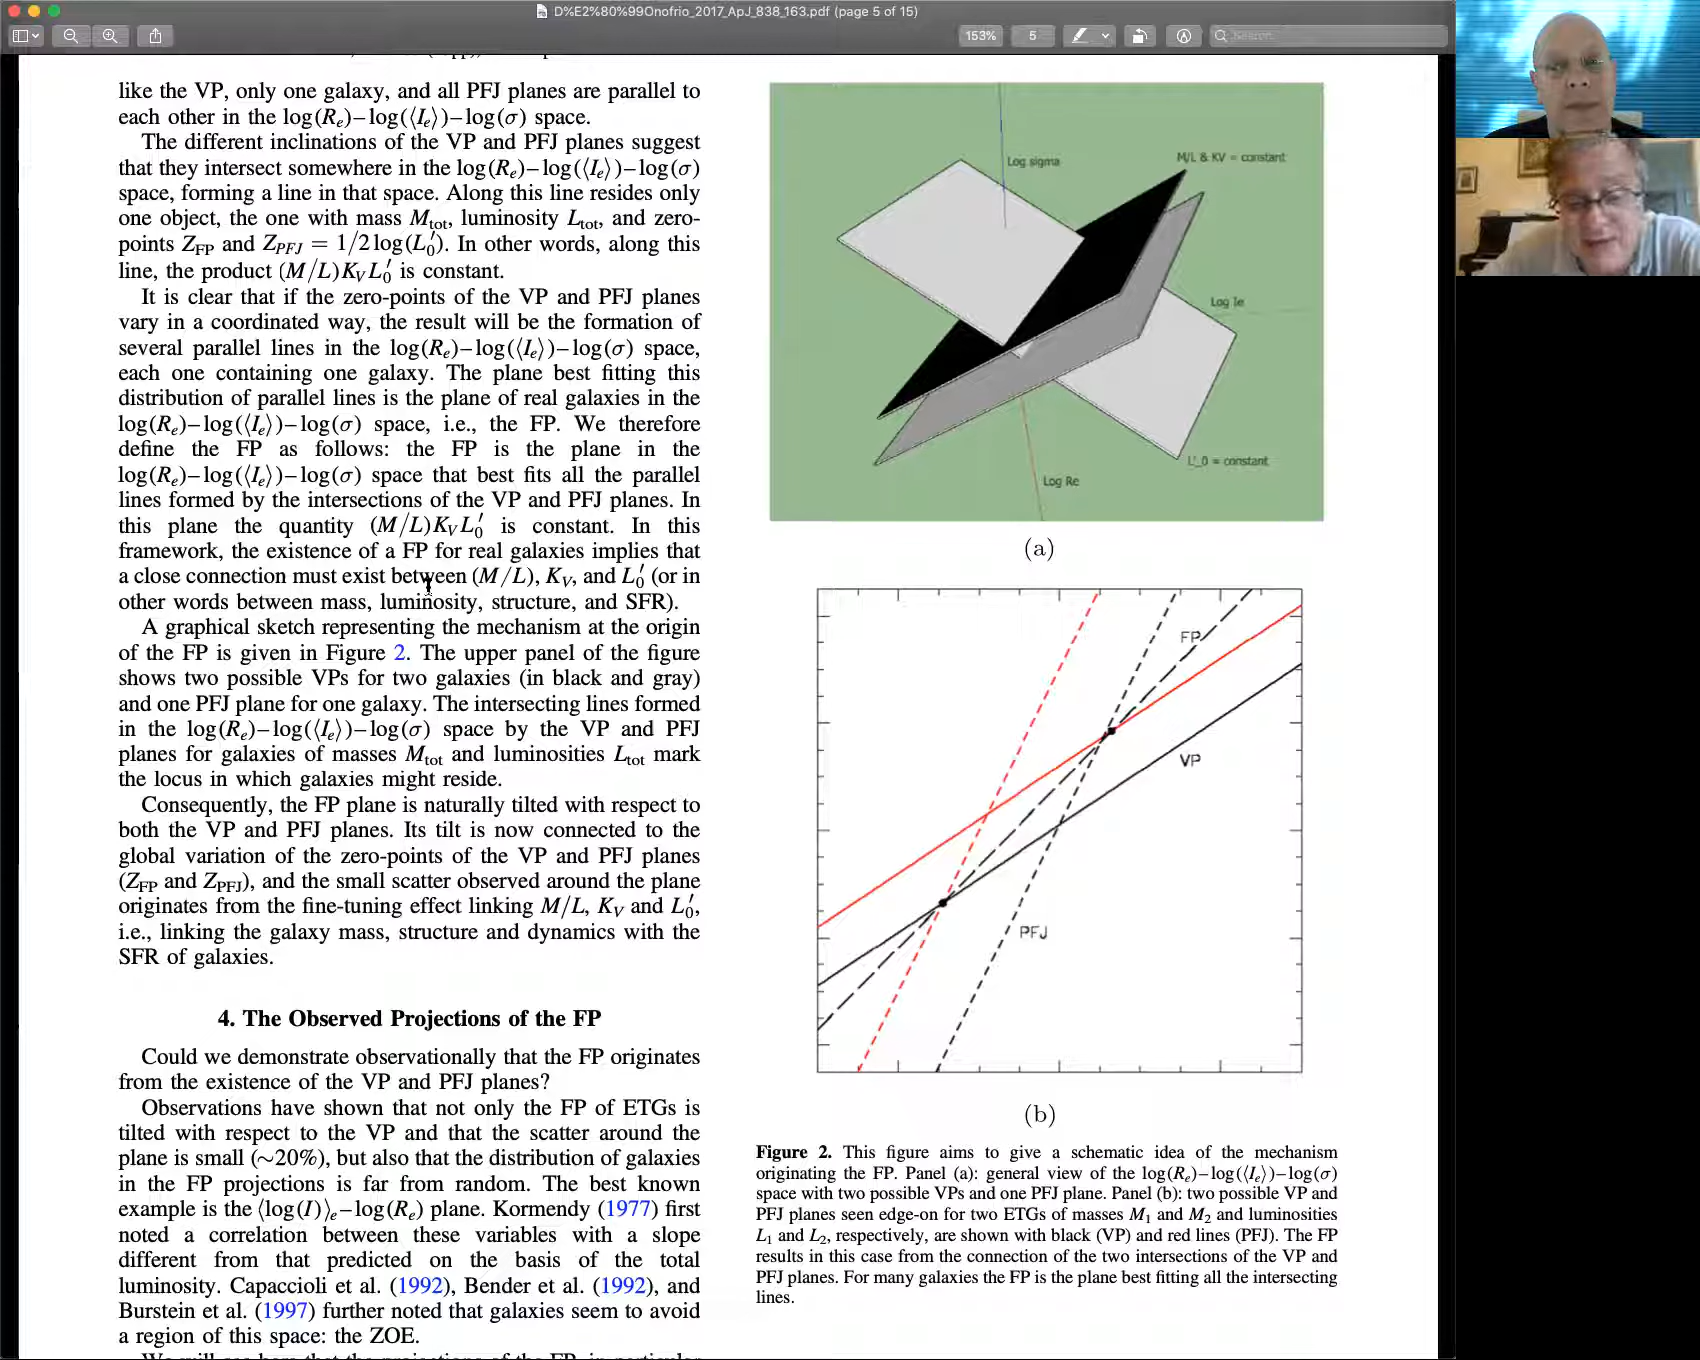 D%E2%80%99Onofrio_2017_ApJ_838_163.pdf (page 5 of 15)
153%
5
Search
like the VP, only one galaxy, and all PFJ planes are parallel to
each other in the log(Re)–log(⟨Ie⟩)–log(σ) space.
The different inclinations of the VP and PFJ planes suggest
that they intersect somewhere in the log(Re)–log(⟨Ie⟩)–log(σ)
space, forming a line in that space. Along this line resides only
one object, the one with mass Mtot, luminosity Ltot, and zero-
points ZFP and ZPFJ = 1/2 log(L′0). In other words, along this
line, the product (M/L)KVL′0 is constant.
It is clear that if the zero-points of the VP and PFJ planes
vary in a coordinated way, the result will be the formation of
several parallel lines in the log(Re)–log(⟨Ie⟩)–log(σ) space,
each one containing one galaxy. The plane best fitting this
distribution of parallel lines is the plane of real galaxies in the
log(Re)–log(⟨Ie⟩)–log(σ) space, i.e., the FP. We therefore
define the FP as follows: the FP is the plane in the
log(Re)–log(⟨Ie⟩)–log(σ) space that best fits all the parallel
lines formed by the intersections of the VP and PFJ planes. In
this plane the quantity (M/L)KVL′0 is constant. In this
framework, the existence of a FP for real galaxies implies that
a close connection must exist between (M/L), KV, and L′0 (or in
other words between mass, luminosity, structure, and SFR).
A graphical sketch representing the mechanism at the origin
of the FP is given in Figure 2. The upper panel of the figure
shows two possible VPs for two galaxies (in black and gray)
and one PFJ plane for one galaxy. The intersecting lines formed
in the log(Re)–log(⟨Ie⟩)–log(σ) space by the VP and PFJ
planes for galaxies of masses Mtot and luminosities Ltot mark
the locus in which galaxies might reside.
Consequently, the FP plane is naturally tilted with respect to
both the VP and PFJ planes. Its tilt is now connected to the
global variation of the zero-points of the VP and PFJ planes
(ZFP and ZPFJ), and the small scatter observed around the plane
originates from the fine-tuning effect linking M/L, KV and L′0,
i.e., linking the galaxy mass, structure and dynamics with the
SFR of galaxies.
4. The Observed Projections of the FP
Could we demonstrate observationally that the FP originates
from the existence of the VP and PFJ planes?
Observations have shown that not only the FP of ETGs is
tilted with respect to the VP and that the scatter around the
plane is small (∼20%), but also that the distribution of galaxies
in the FP projections is far from random. The best known
example is the ⟨log(I)⟩e–log(Re) plane. Kormendy (1977) first
noted a correlation between these variables with a slope
different from that predicted on the basis of the total
luminosity. Capaccioli et al. (1992), Bender et al. (1992), and
Burstein et al. (1997) further noted that galaxies seem to avoid
a region of this space: the ZOE.
Log sigma
M/L & KV = constant
Log Ie
L'_0 = constant
Log Re
(a)
FP
VP
PFJ
(b)
Figure 2. This figure aims to give a schematic idea of the mechanism
originating the FP. Panel (a): general view of the log(Re)–log(⟨Ie⟩)–log(σ)
space with two possible VPs and one PFJ plane. Panel (b): two possible VP and
PFJ planes seen edge-on for two ETGs of masses M1 and M2 and luminosities
L1 and L2, respectively, are shown with black (VP) and red lines (PFJ). The FP
results in this case from the connection of the two intersections of the VP and
PFJ planes. For many galaxies the FP is the plane best fitting all the intersecting
lines.